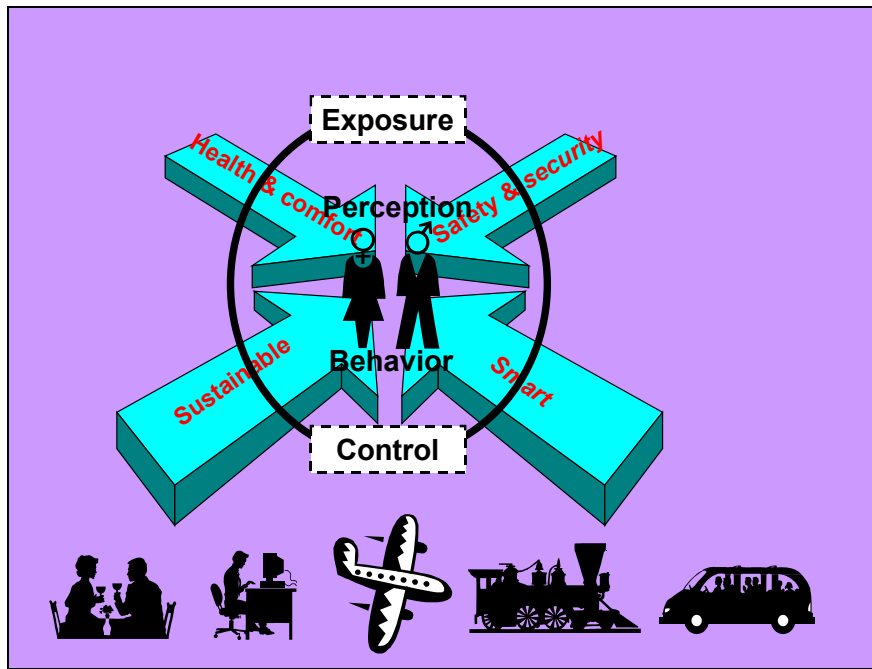 Exposure
Health & comfort
Safety & security
Perception
Behavior
Sustainable
Smart
Control